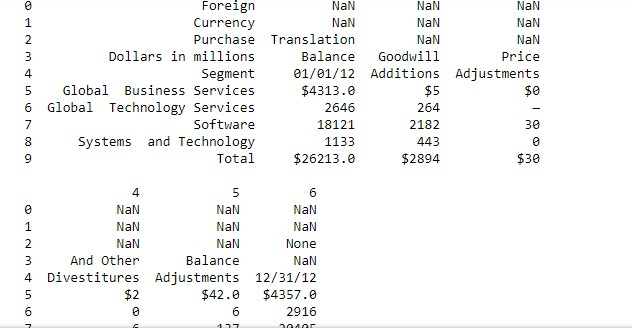 0 Foreign NaN NaN NaN
1 Currency NaN NaN NaN
2 Purchase Translation NaN NaN
3 Dollars in millions Balance Goodwill Price
4 Segment 01/01/12 Additions Adjustments
5 Global Business Services $4313.0 $5 $0
6 Global Technology Services 2646 264 —
7 Software 18121 2182 30
8 Systems and Technology 1133 443 0
9 Total $26213.0 $2894 $30
4 5 6
0 NaN NaN NaN
1 NaN NaN NaN
2 NaN NaN None
3 And Other Balance NaN
4 Divestitures Adjustments 12/31/12
5 $2 $42.0 $4357.0
6 0 6 2916